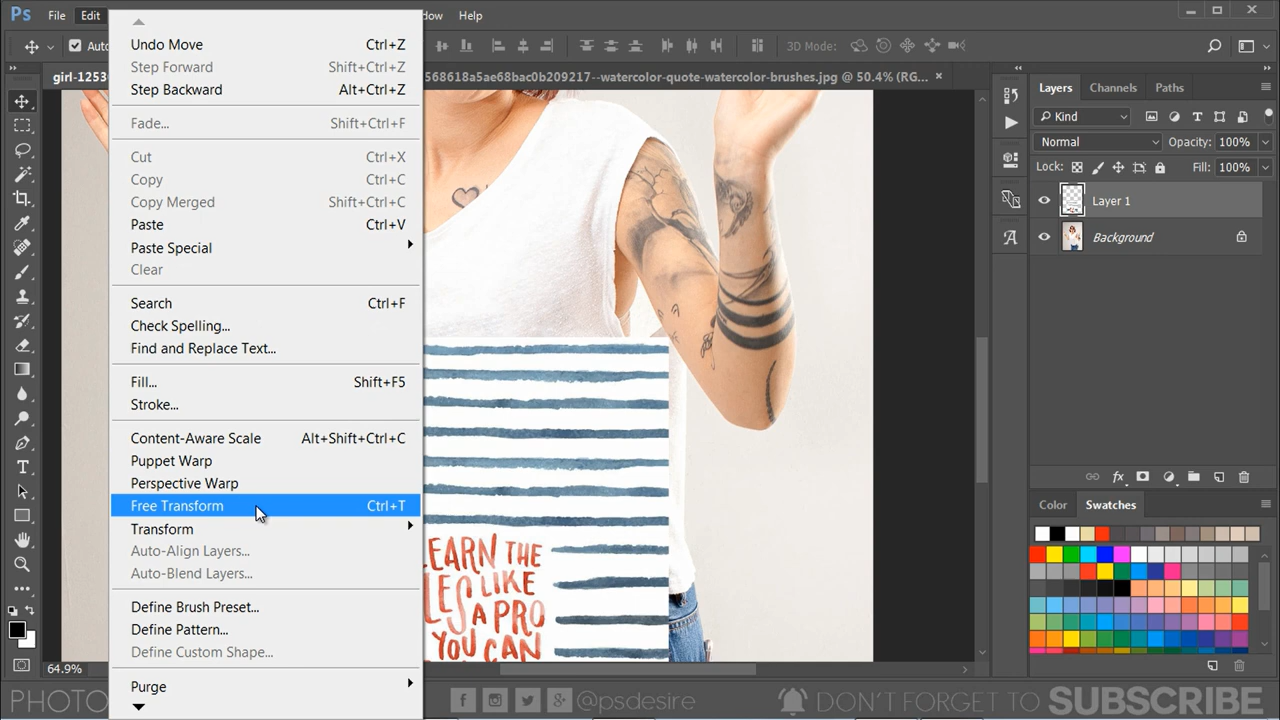 Ps File Edit dow Help
Auto 3D Mode:
girl-1253 568618a5ae68bac0b209217--watercolor-quote-watercolor-brushes.jpg @ 50.4% (RG... ×
Undo Move Ctrl+Z
Step Forward Shift+Ctrl+Z
Step Backward Alt+Ctrl+Z
Fade... Shift+Ctrl+F
Cut Ctrl+X
Copy Ctrl+C
Copy Merged Shift+Ctrl+C
Paste Ctrl+V
Paste Special
Clear
Search Ctrl+F
Check Spelling...
Find and Replace Text...
Fill... Shift+F5
Stroke...
Content-Aware Scale Alt+Shift+Ctrl+C
Puppet Warp
Perspective Warp
Free Transform Ctrl+T
Transform
Auto-Align Layers...
Auto-Blend Layers...
Define Brush Preset...
Define Pattern...
Define Custom Shape...
Purge
LEARN THE
LES LIKE
A PRO
YOU CAN
Layers Channels Paths
Kind
Normal Opacity: 100%
Lock: Fill: 100%
Layer 1
Background
Color Swatches
64.9%
PHOTO @psdesire DON'T FORGET TO SUBSCRIBE